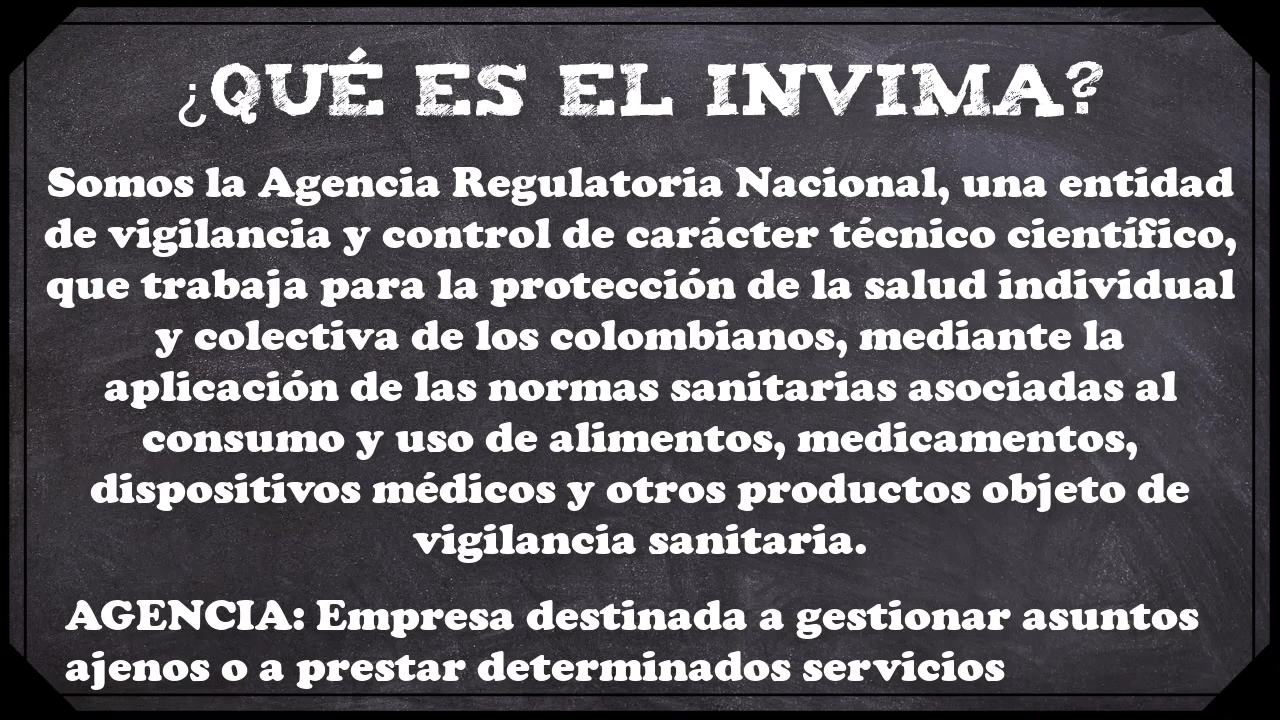 ¿QUÉ ES EL INVIMA?
Somos la Agencia Regulatoria Nacional, una entidad
de vigilancia y control de carácter técnico científico,
que trabaja para la protección de la salud individual
y colectiva de los colombianos, mediante la
aplicación de las normas sanitarias asociadas al
consumo y uso de alimentos, medicamentos,
dispositivos médicos y otros productos objeto de
vigilancia sanitaria.
AGENCIA: Empresa destinada a gestionar asuntos
ajenos o a prestar determinados servicios